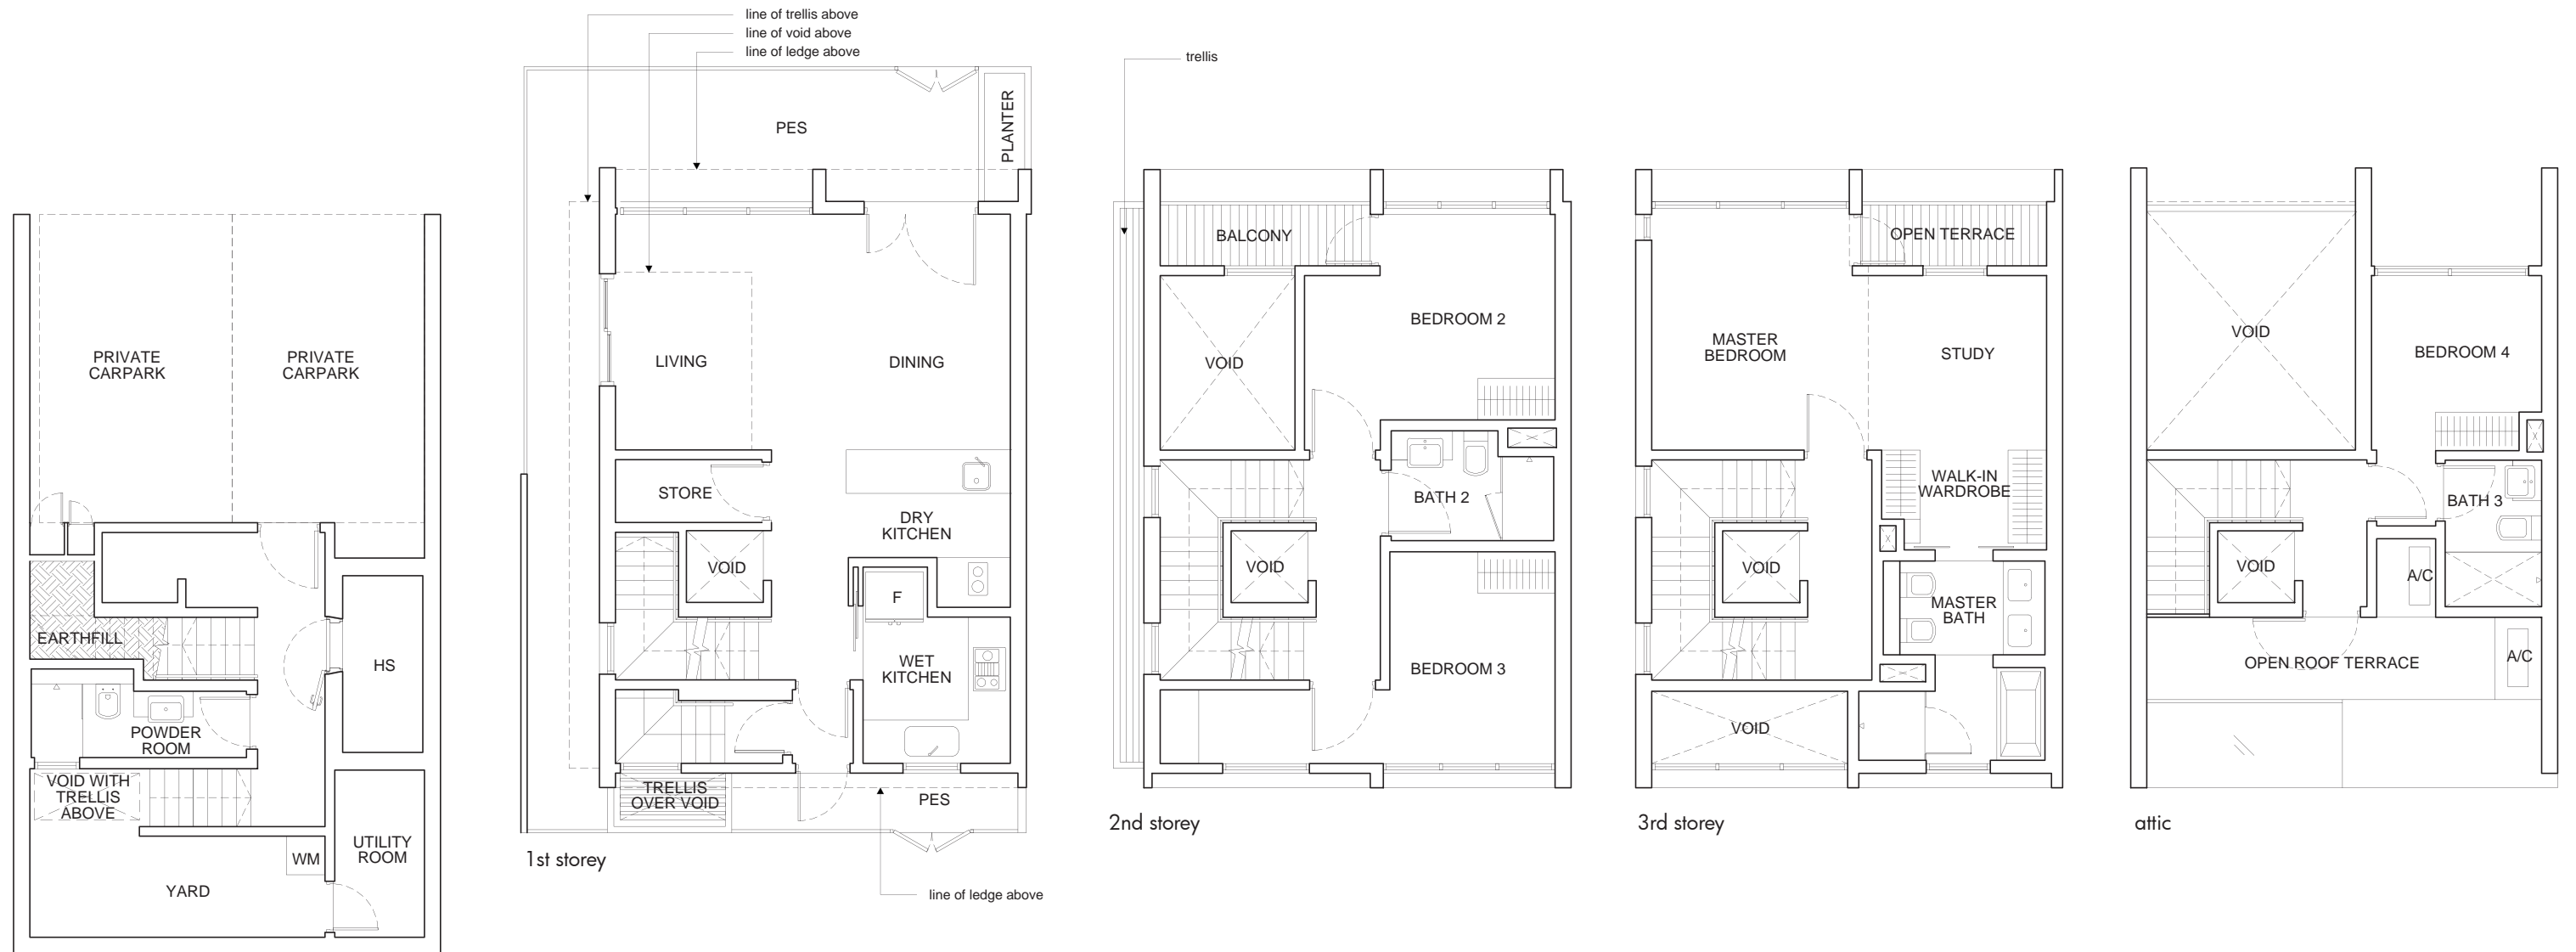 line of trellis above
line of void above
line of ledge above
PES
PLANTER
trellis
PRIVATE
CARPARK
PRIVATE
CARPARK
EARTHFILL
HS
POWDER
ROOM
VOID WITH
TRELLIS
ABOVE
WM
UTILITY
ROOM
YARD
LIVING
DINING
STORE
DRY
KITCHEN
VOID
F
WET
KITCHEN
TRELLIS
OVER VOID
PES
1st storey
line of ledge above
BALCONY
BEDROOM 2
VOID
BATH 2
VOID
BEDROOM 3
2nd storey
OPEN TERRACE
MASTER
BEDROOM
STUDY
WALK-IN
WARDROBE
VOID
MASTER
BATH
VOID
3rd storey
VOID
BEDROOM 4
BATH 3
VOID
A/C
OPEN ROOF TERRACE
A/C
attic